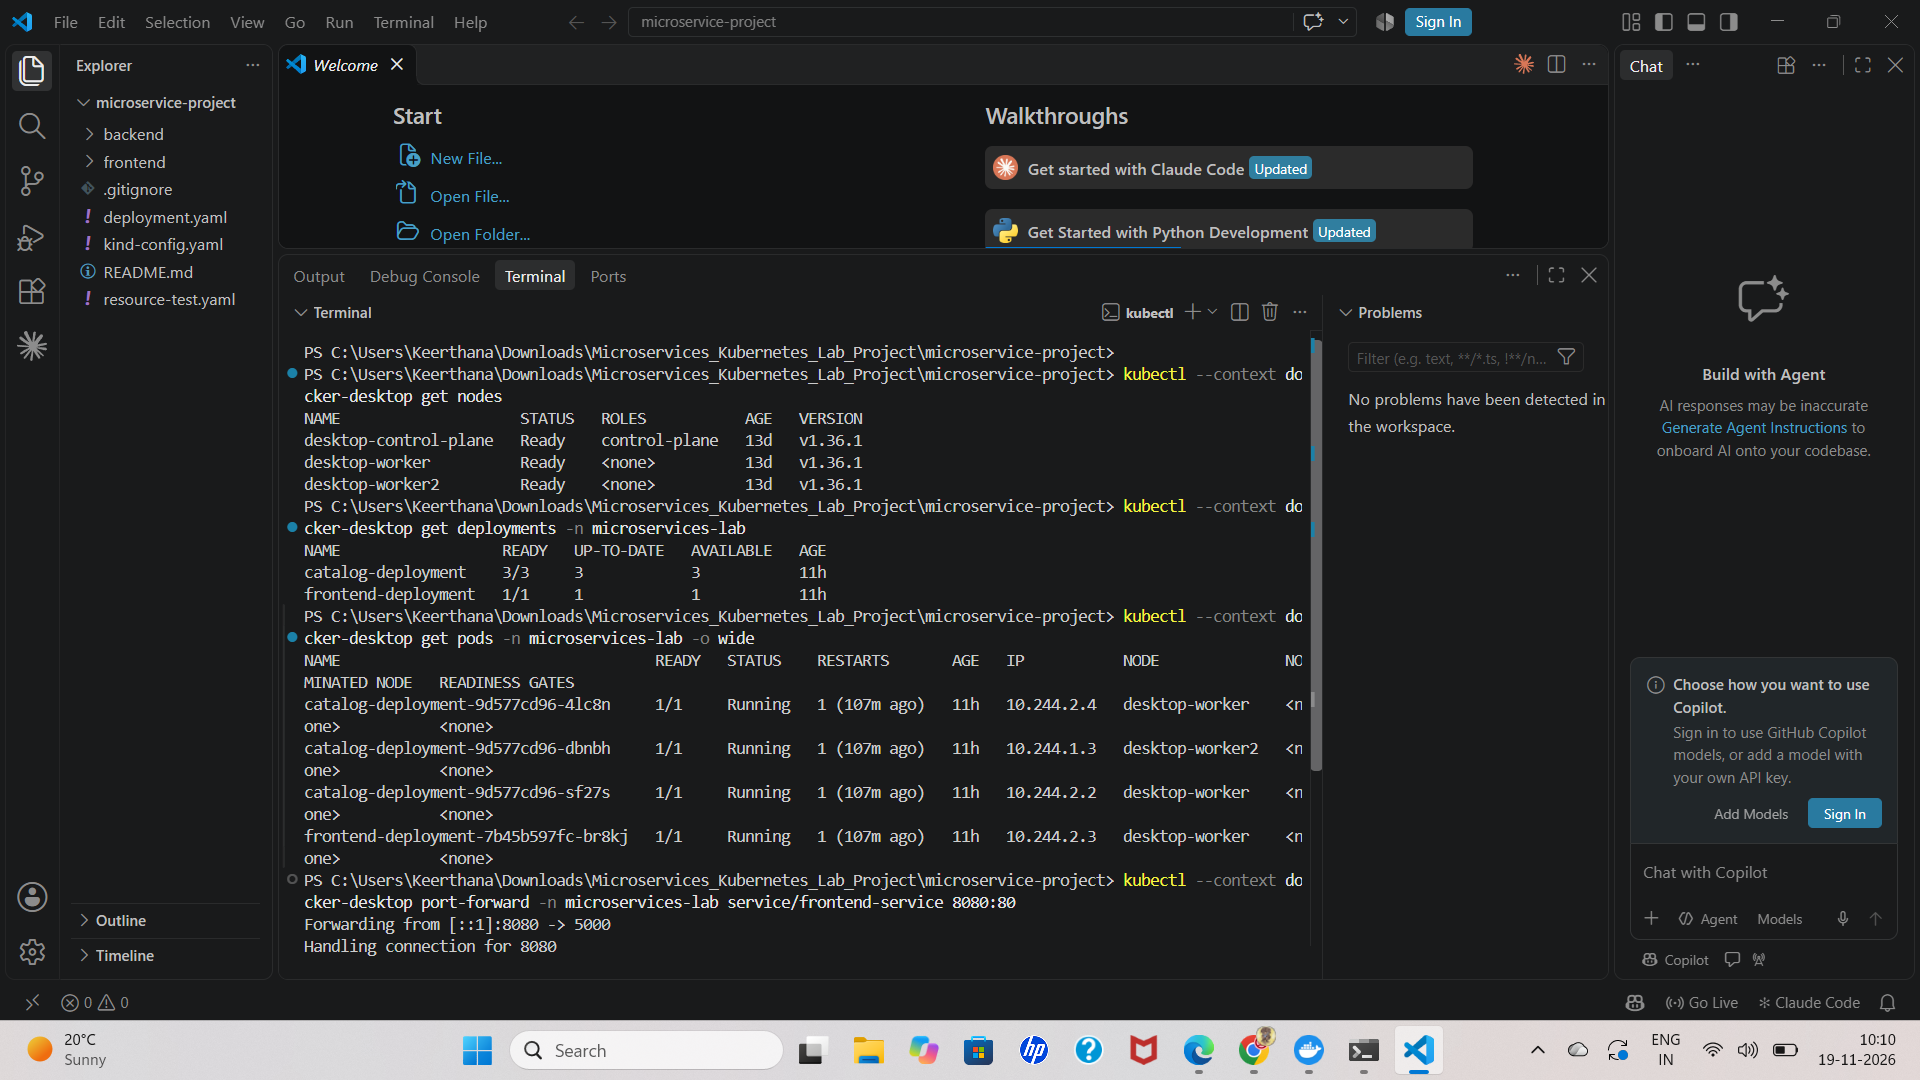 File Edit Selection View Go Run Terminal Help
microservice-project
Sign In
Explorer
microservice-project
backend
frontend
.gitignore
deployment.yaml
kind-config.yaml
README.md
resource-test.yaml
Outline
Timeline
Welcome
Start
New File...
Open File...
Open Folder...
Walkthroughs
Get started with Claude Code Updated
Get Started with Python Development Updated
Output Debug Console Terminal Ports
Terminal
kubectl
PS C:\Users\Keerthana\Downloads\Microservices_Kubernetes_Lab_Project\microservice-project>
PS C:\Users\Keerthana\Downloads\Microservices_Kubernetes_Lab_Project\microservice-project> kubectl --context do
cker-desktop get nodes
NAME STATUS ROLES AGE VERSION
desktop-control-plane Ready control-plane 13d v1.36.1
desktop-worker Ready <none> 13d v1.36.1
desktop-worker2 Ready <none> 13d v1.36.1
PS C:\Users\Keerthana\Downloads\Microservices_Kubernetes_Lab_Project\microservice-project> kubectl --context do
cker-desktop get deployments -n microservices-lab
NAME READY UP-TO-DATE AVAILABLE AGE
catalog-deployment 3/3 3 3 11h
frontend-deployment 1/1 1 1 11h
PS C:\Users\Keerthana\Downloads\Microservices_Kubernetes_Lab_Project\microservice-project> kubectl --context do
cker-desktop get pods -n microservices-lab -o wide
NAME READY STATUS RESTARTS AGE IP NODE NO
MINATED NODE READINESS GATES
catalog-deployment-9d577cd96-4lc8n 1/1 Running 1 (107m ago) 11h 10.244.2.4 desktop-worker <n
one> <none>
catalog-deployment-9d577cd96-dbnbh 1/1 Running 1 (107m ago) 11h 10.244.1.3 desktop-worker2 <n
one> <none>
catalog-deployment-9d577cd96-sf27s 1/1 Running 1 (107m ago) 11h 10.244.2.2 desktop-worker <n
one> <none>
frontend-deployment-7b45b597fc-br8kj 1/1 Running 1 (107m ago) 11h 10.244.2.3 desktop-worker <n
one> <none>
PS C:\Users\Keerthana\Downloads\Microservices_Kubernetes_Lab_Project\microservice-project> kubectl --context do
cker-desktop port-forward -n microservices-lab service/frontend-service 8080:80
Forwarding from [::1]:8080 -> 5000
Handling connection for 8080
Problems
Filter (e.g. text, **/*.ts, !**/n...
No problems have been detected in
the workspace.
Chat
Build with Agent
AI responses may be inaccurate
Generate Agent Instructions to
onboard AI onto your codebase.
Choose how you want to use
Copilot.
Sign in to use GitHub Copilot
models, or add a model with
your own API key.
Add Models Sign In
Chat with Copilot
Agent Models
Copilot
0 0
Go Live Claude Code
20°C
Sunny
Search
hp
ENG
IN
10:10
19-11-2026